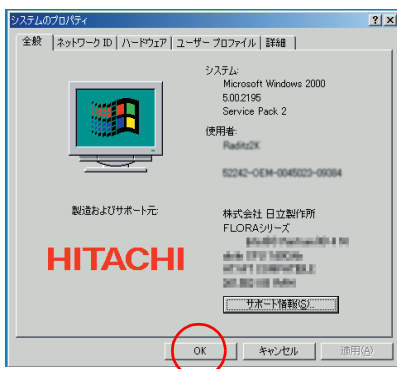 システムのプロパティ
全般 ネットワーク ID ハードウェア ユーザー プロファイル 詳細
システム:
Microsoft Windows 2000
5.00.2195
Service Pack 2
使用者:
Raditz2K
52242-OEM-0045023-09384
製造およびサポート元:
HITACHI
株式会社 日立製作所
FLORAシリーズ
サポート情報(S)...
OK キャンセル 適用(A)